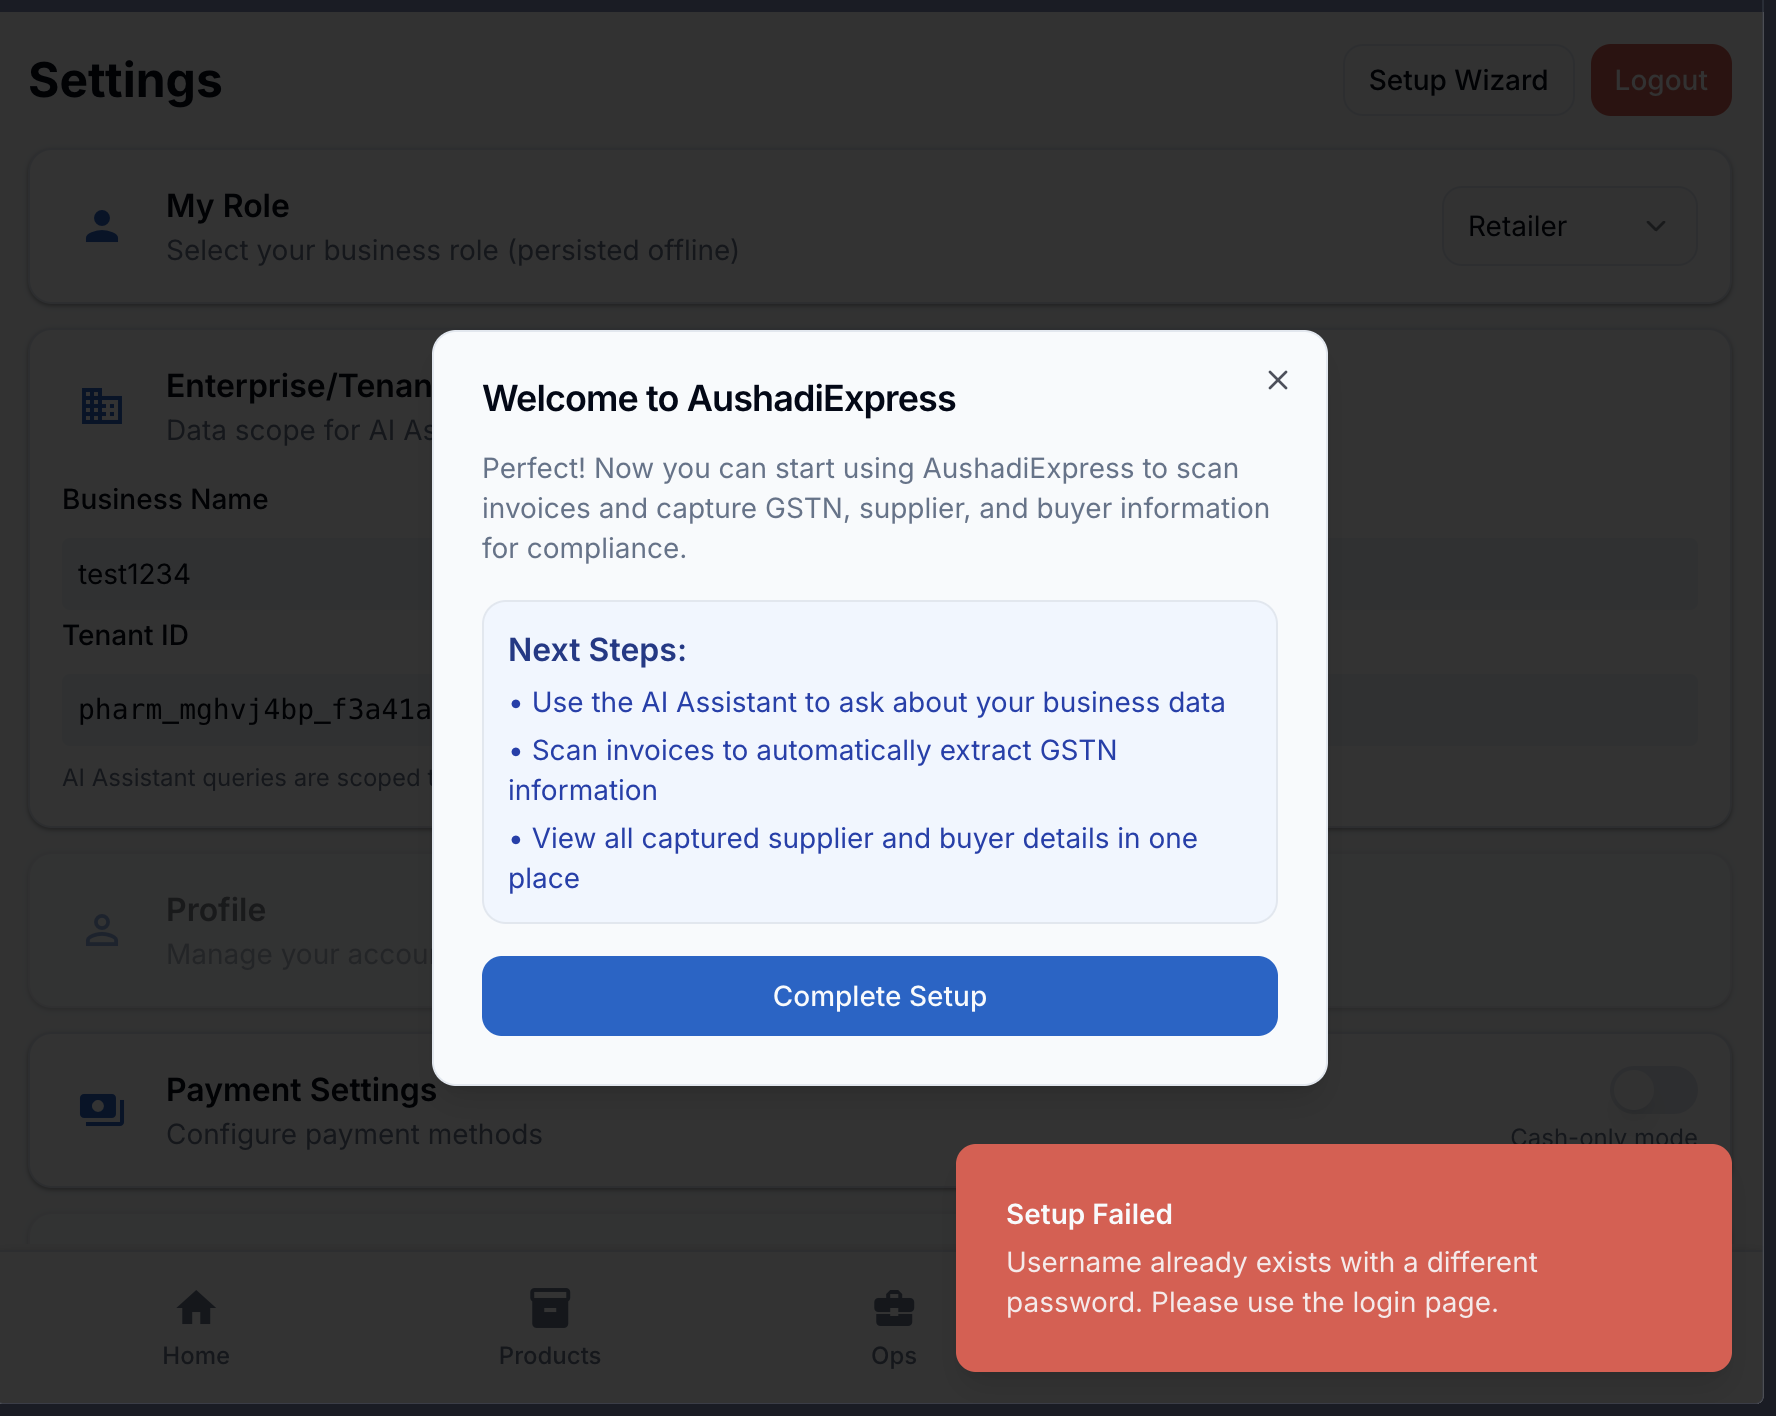 Settings
Setup Wizard
Logout
My Role
Select your business role (persisted offline)
Retailer
Enterprise/Tenan
Data scope for AI As
Business Name
test1234
Tenant ID
pharm_mghvj4bp_f3a41a
AI Assistant queries are scoped
Profile
Manage your accou
Payment Settings
Configure payment methods
Cash-only mode
Welcome to AushadiExpress
Perfect! Now you can start using AushadiExpress to scan
invoices and capture GSTN, supplier, and buyer information
for compliance.
Next Steps:
• Use the AI Assistant to ask about your business data
• Scan invoices to automatically extract GSTN
information
• View all captured supplier and buyer details in one
place
Complete Setup
Setup Failed
Username already exists with a different
password. Please use the login page.
Home
Products
Ops